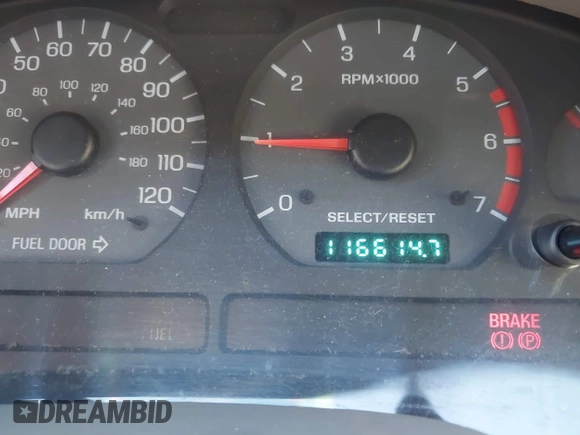 50 60 70 80 90 100 110 120
60 80 100 120 140 160 180
MPH km/h
FUEL DOOR
0 1 2 3 4 5 6 7
RPM×1000
SELECT/RESET
116614.7
BRAKE
(!) (P)
DREAMBID